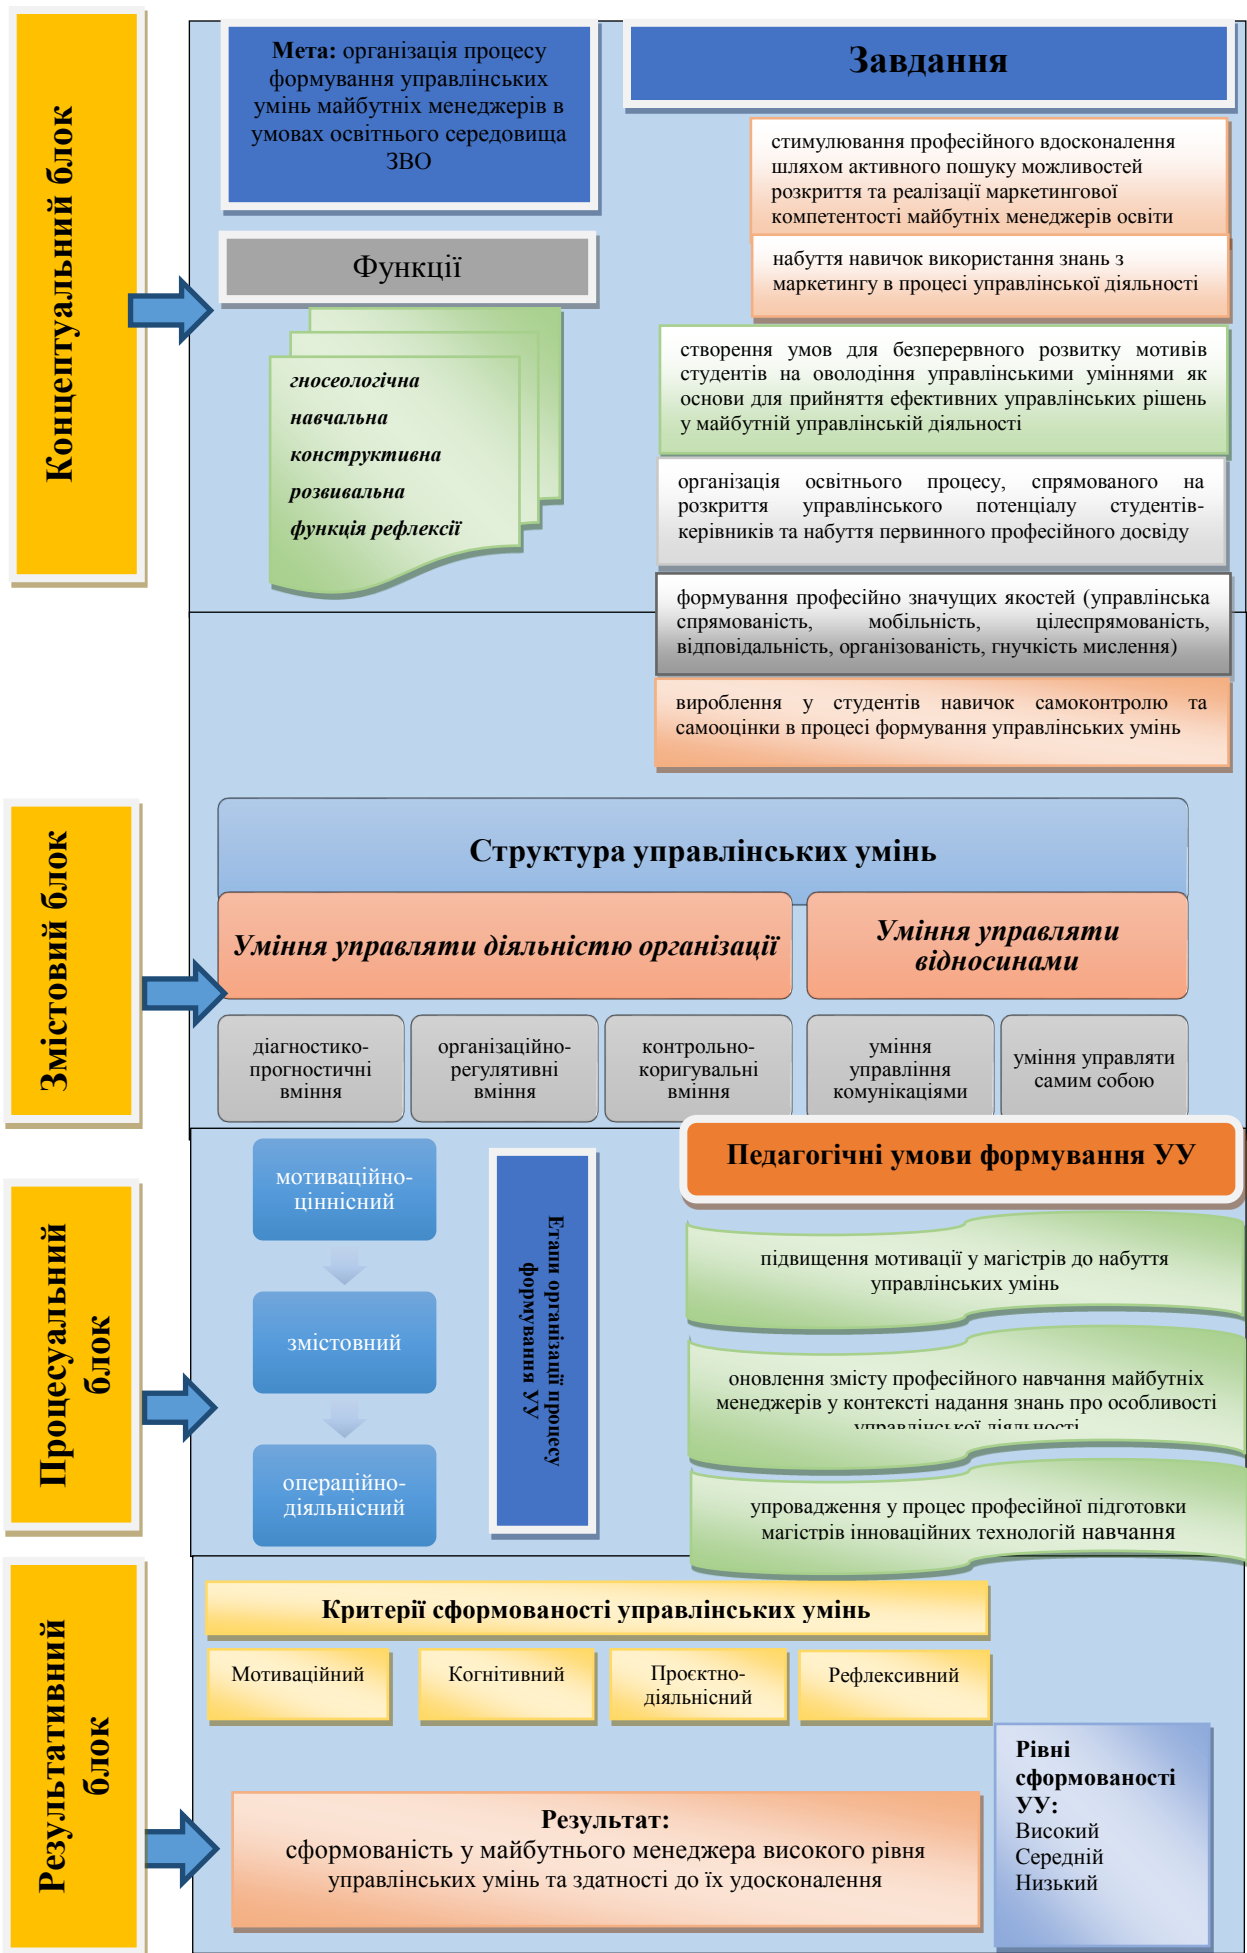 Концептуальний блок
Мета: організація процесу
формування управлінських
умінь майбутніх менеджерів в
умовах освітнього середовища
ЗВО
Функції
гносеологічна
навчальна
конструктивна
розвивальна
функція рефлексії
Завдання
стимулювання професійного вдосконалення
шляхом активного пошуку можливостей
розкриття та реалізації маркетингової
компетентості майбутніх менеджерів освіти
набуття навичок використання знань з
маркетингу в процесі управлінської діяльності
створення умов для безперервного розвитку мотивів
студентів на оволодіння управлінськими уміннями як
основи для прийняття ефективних управлінських рішень
у майбутній управлінській діяльності
організація освітнього процесу, спрямованого на
розкриття управлінського потенціалу студентів-
керівників та набуття первинного професійного досвіду
формування професійно значущих якостей (управлінська
спрямованість, мобільність, цілеспрямованість,
відповідальність, організованість, гнучкість мислення)
вироблення у студентів навичок самоконтролю та
самооцінки в процесі формування управлінських умінь
Змістовий блок
Структура управлінських умінь
Уміння управляти діяльністю організації
Уміння управляти
відносинами
діагностико-
прогностичні
вміння
організаційно-
регулятивні
вміння
контрольно-
коригувальні
вміння
уміння
управління
комунікаціями
уміння управляти
самим собою
Процесуальний
блок
мотиваційно-
ціннісний
змістовний
операційно-
діяльнісний
Етапи організації процесу
формування УУ
Педагогічні умови формування УУ
підвищення мотивації у магістрів до набуття
управлінських умінь
оновлення змісту професійного навчання майбутніх
менеджерів у контексті надання знань про особливості
управлінської діяльності
упровадження у процес професійної підготовки
магістрів інноваційних технологій навчання
Результативний
блок
Критерії сформованості управлінських умінь
Мотиваційний
Когнітивний
Проєктно-
діяльнісний
Рефлексивний
Результат:
сформованість у майбутнього менеджера високого рівня
управлінських умінь та здатності до їх удосконалення
Рівні
сформованості
УУ:
Високий
Середній
Низький